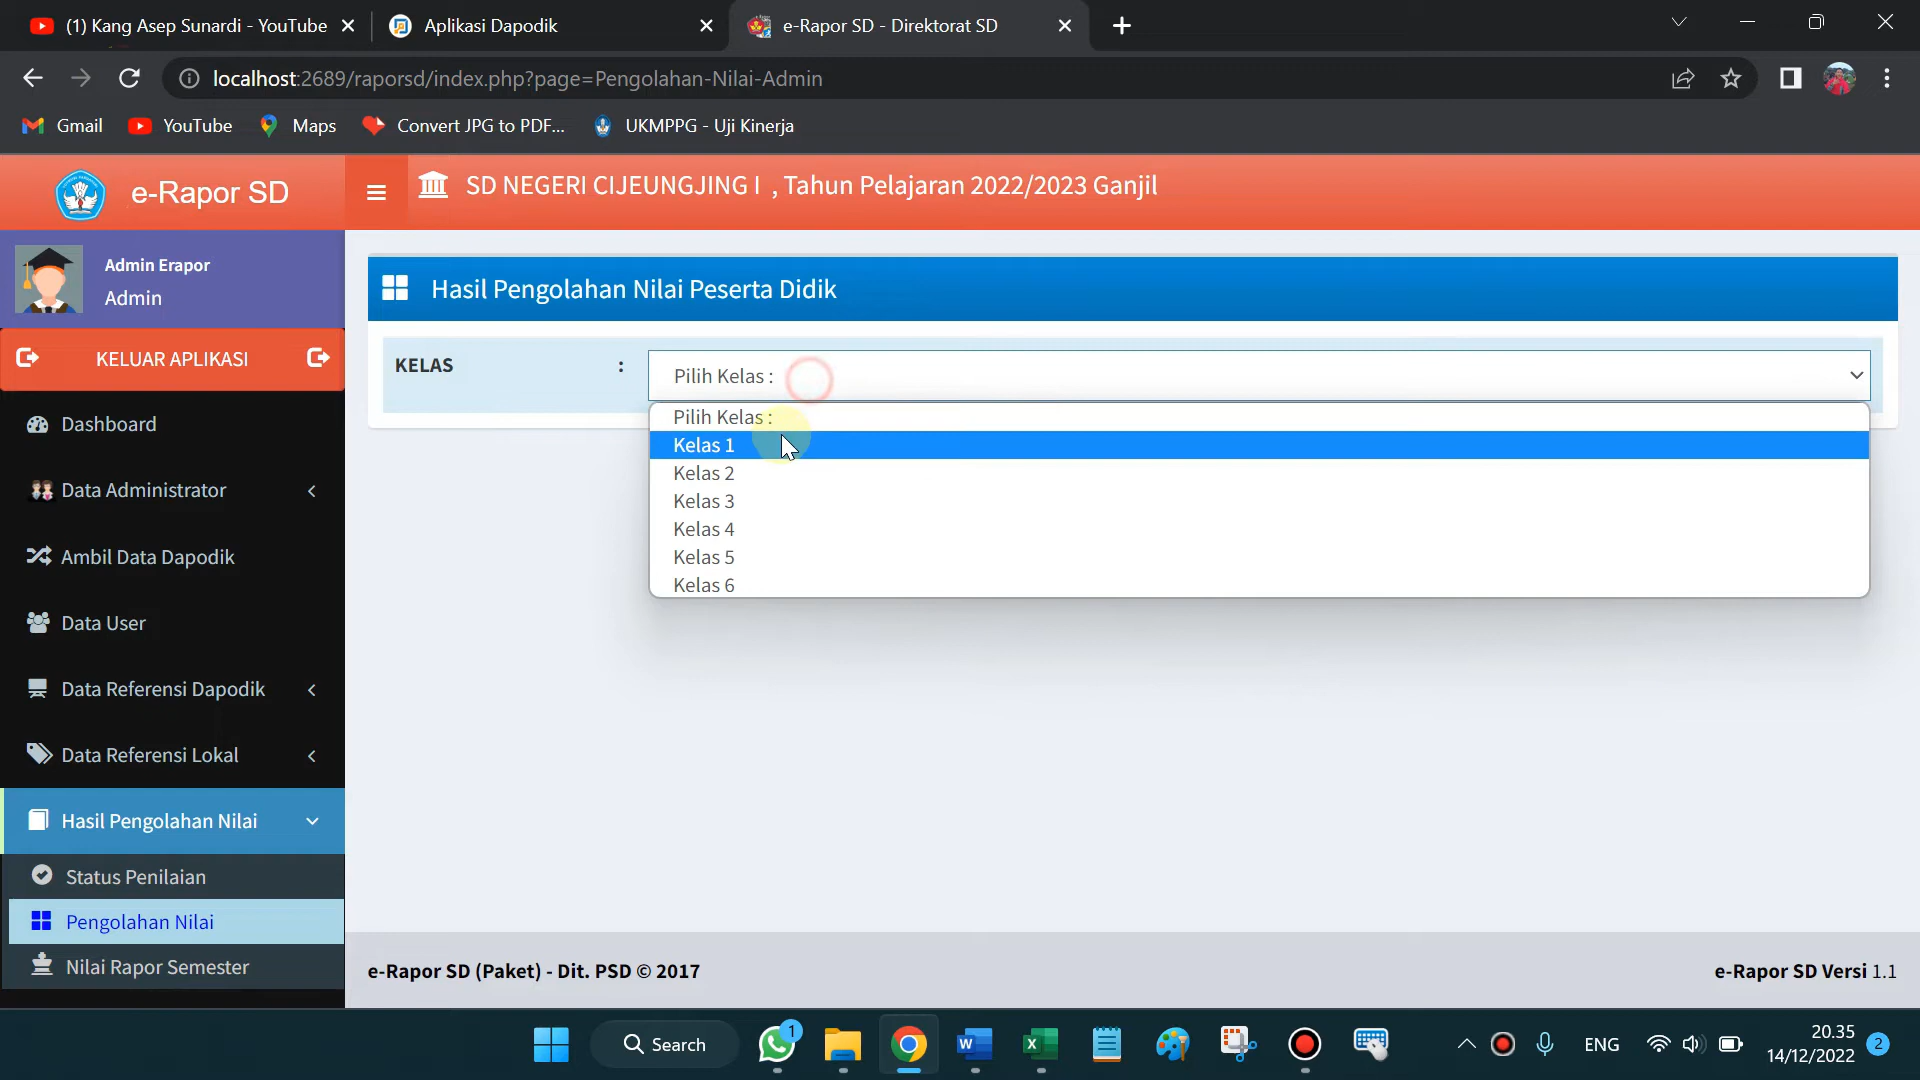 (1) Kang Asep Sunardi - YouTube
Aplikasi Dapodik
e-Rapor SD - Direktorat SD
localhost:2689/raporsd/index.php?page=Pengolahan-Nilai-Admin
Gmail
YouTube
Maps
Convert JPG to PDF...
UKMPPG - Uji Kinerja
e-Rapor SD
SD NEGERI CIJEUNGJING I , Tahun Pelajaran 2022/2023 Ganjil
Admin Erapor
Admin
KELUAR APLIKASI
Dashboard
Data Administrator
Ambil Data Dapodik
Data User
Data Referensi Dapodik
Data Referensi Lokal
Hasil Pengolahan Nilai
Status Penilaian
Pengolahan Nilai
Nilai Rapor Semester
Hasil Pengolahan Nilai Peserta Didik
KELAS :
Pilih Kelas :
Pilih Kelas :
Kelas 1
Kelas 2
Kelas 3
Kelas 4
Kelas 5
Kelas 6
e-Rapor SD (Paket) - Dit. PSD © 2017
e-Rapor SD Versi 1.1
Search
1
W
X
ENG
20.35
14/12/2022
2